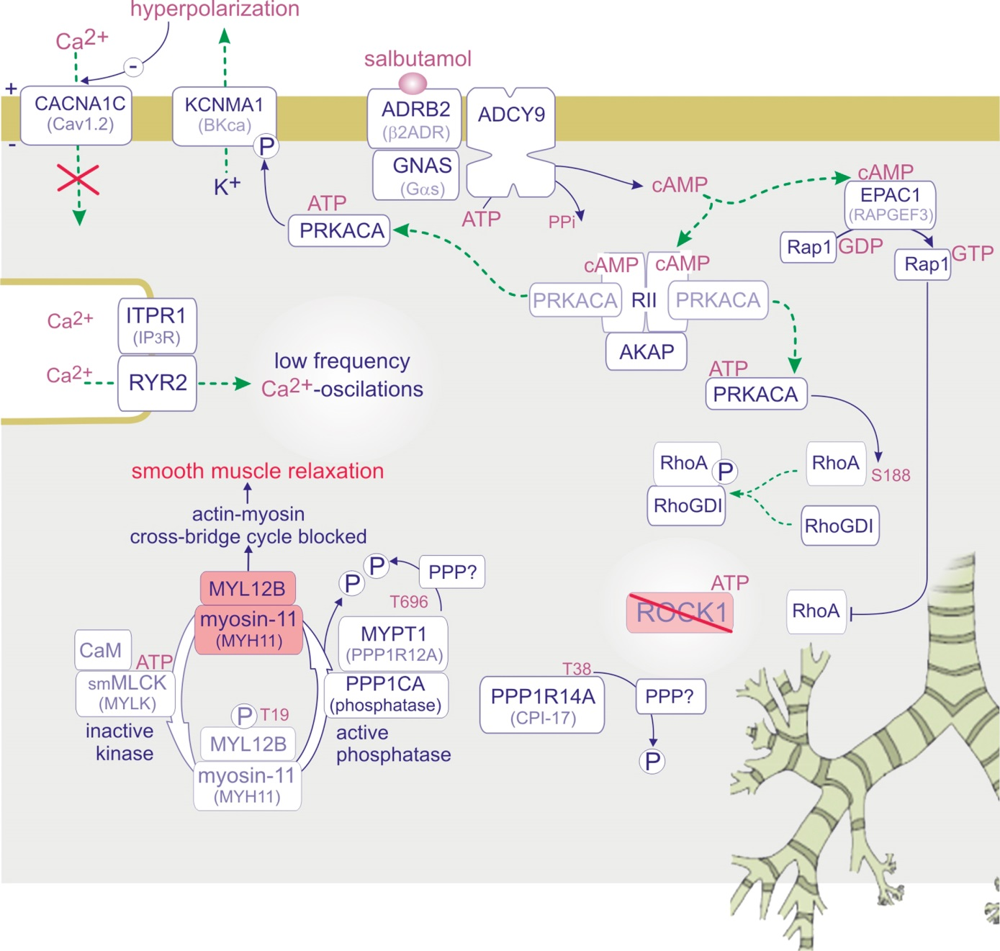 hyperpolarization
Ca2+
-
+
-
CACNA1C
(Cav1.2)
KCNMA1
(BKca)
P
K+
salbutamol
ADRB2
(β2ADR)
GNAS
(Gαs)
ADCY9
ATP
PPi
cAMP
cAMP
EPAC1
(RAPGEF3)
Rap1
GDP
Rap1
GTP
ATP
PRKACA
cAMP
cAMP
PRKACA
RII
PRKACA
AKAP
Ca2+
ITPR1
(IP3R)
Ca2+
RYR2
low frequency
Ca2+-oscilations
ATP
PRKACA
RhoA
P
RhoGDI
RhoA
S188
RhoGDI
smooth muscle relaxation
actin-myosin
cross-bridge cycle blocked
MYL12B
myosin-11
(MYH11)
P
P
PPP?
T696
MYPT1
(PPP1R12A)
PPP1CA
(phosphatase)
active
phosphatase
CaM
ATP
smMLCK
(MYLK)
inactive
kinase
P
T19
MYL12B
myosin-11
(MYH11)
ATP
ROCK1
RhoA
T38
PPP1R14A
(CPI-17)
PPP?
P